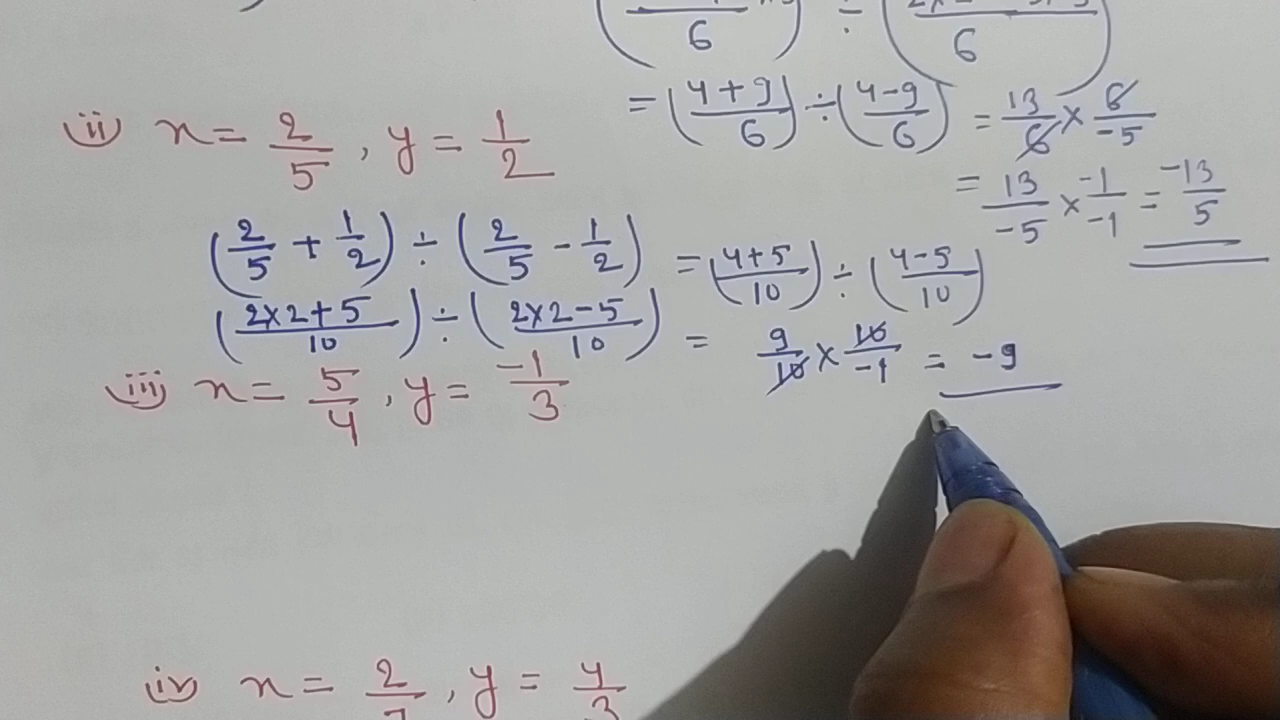 6 ÷ 6
= (4+9/6) ÷ (4-9/6) = 13/6 × 6/-5
= 13/-5 × -1/-1 = -13/5
(ii) x = 2/5, y = 1/2
(2/5 + 1/2) ÷ (2/5 - 1/2) = (4+5/10) ÷ (4-5/10)
(2×2+5/10) ÷ (2×2-5/10) = 9/10 × 10/-1 = -9
(iii) x = 5/4, y = -1/3
(iv) x = 2/7, y = 4/3